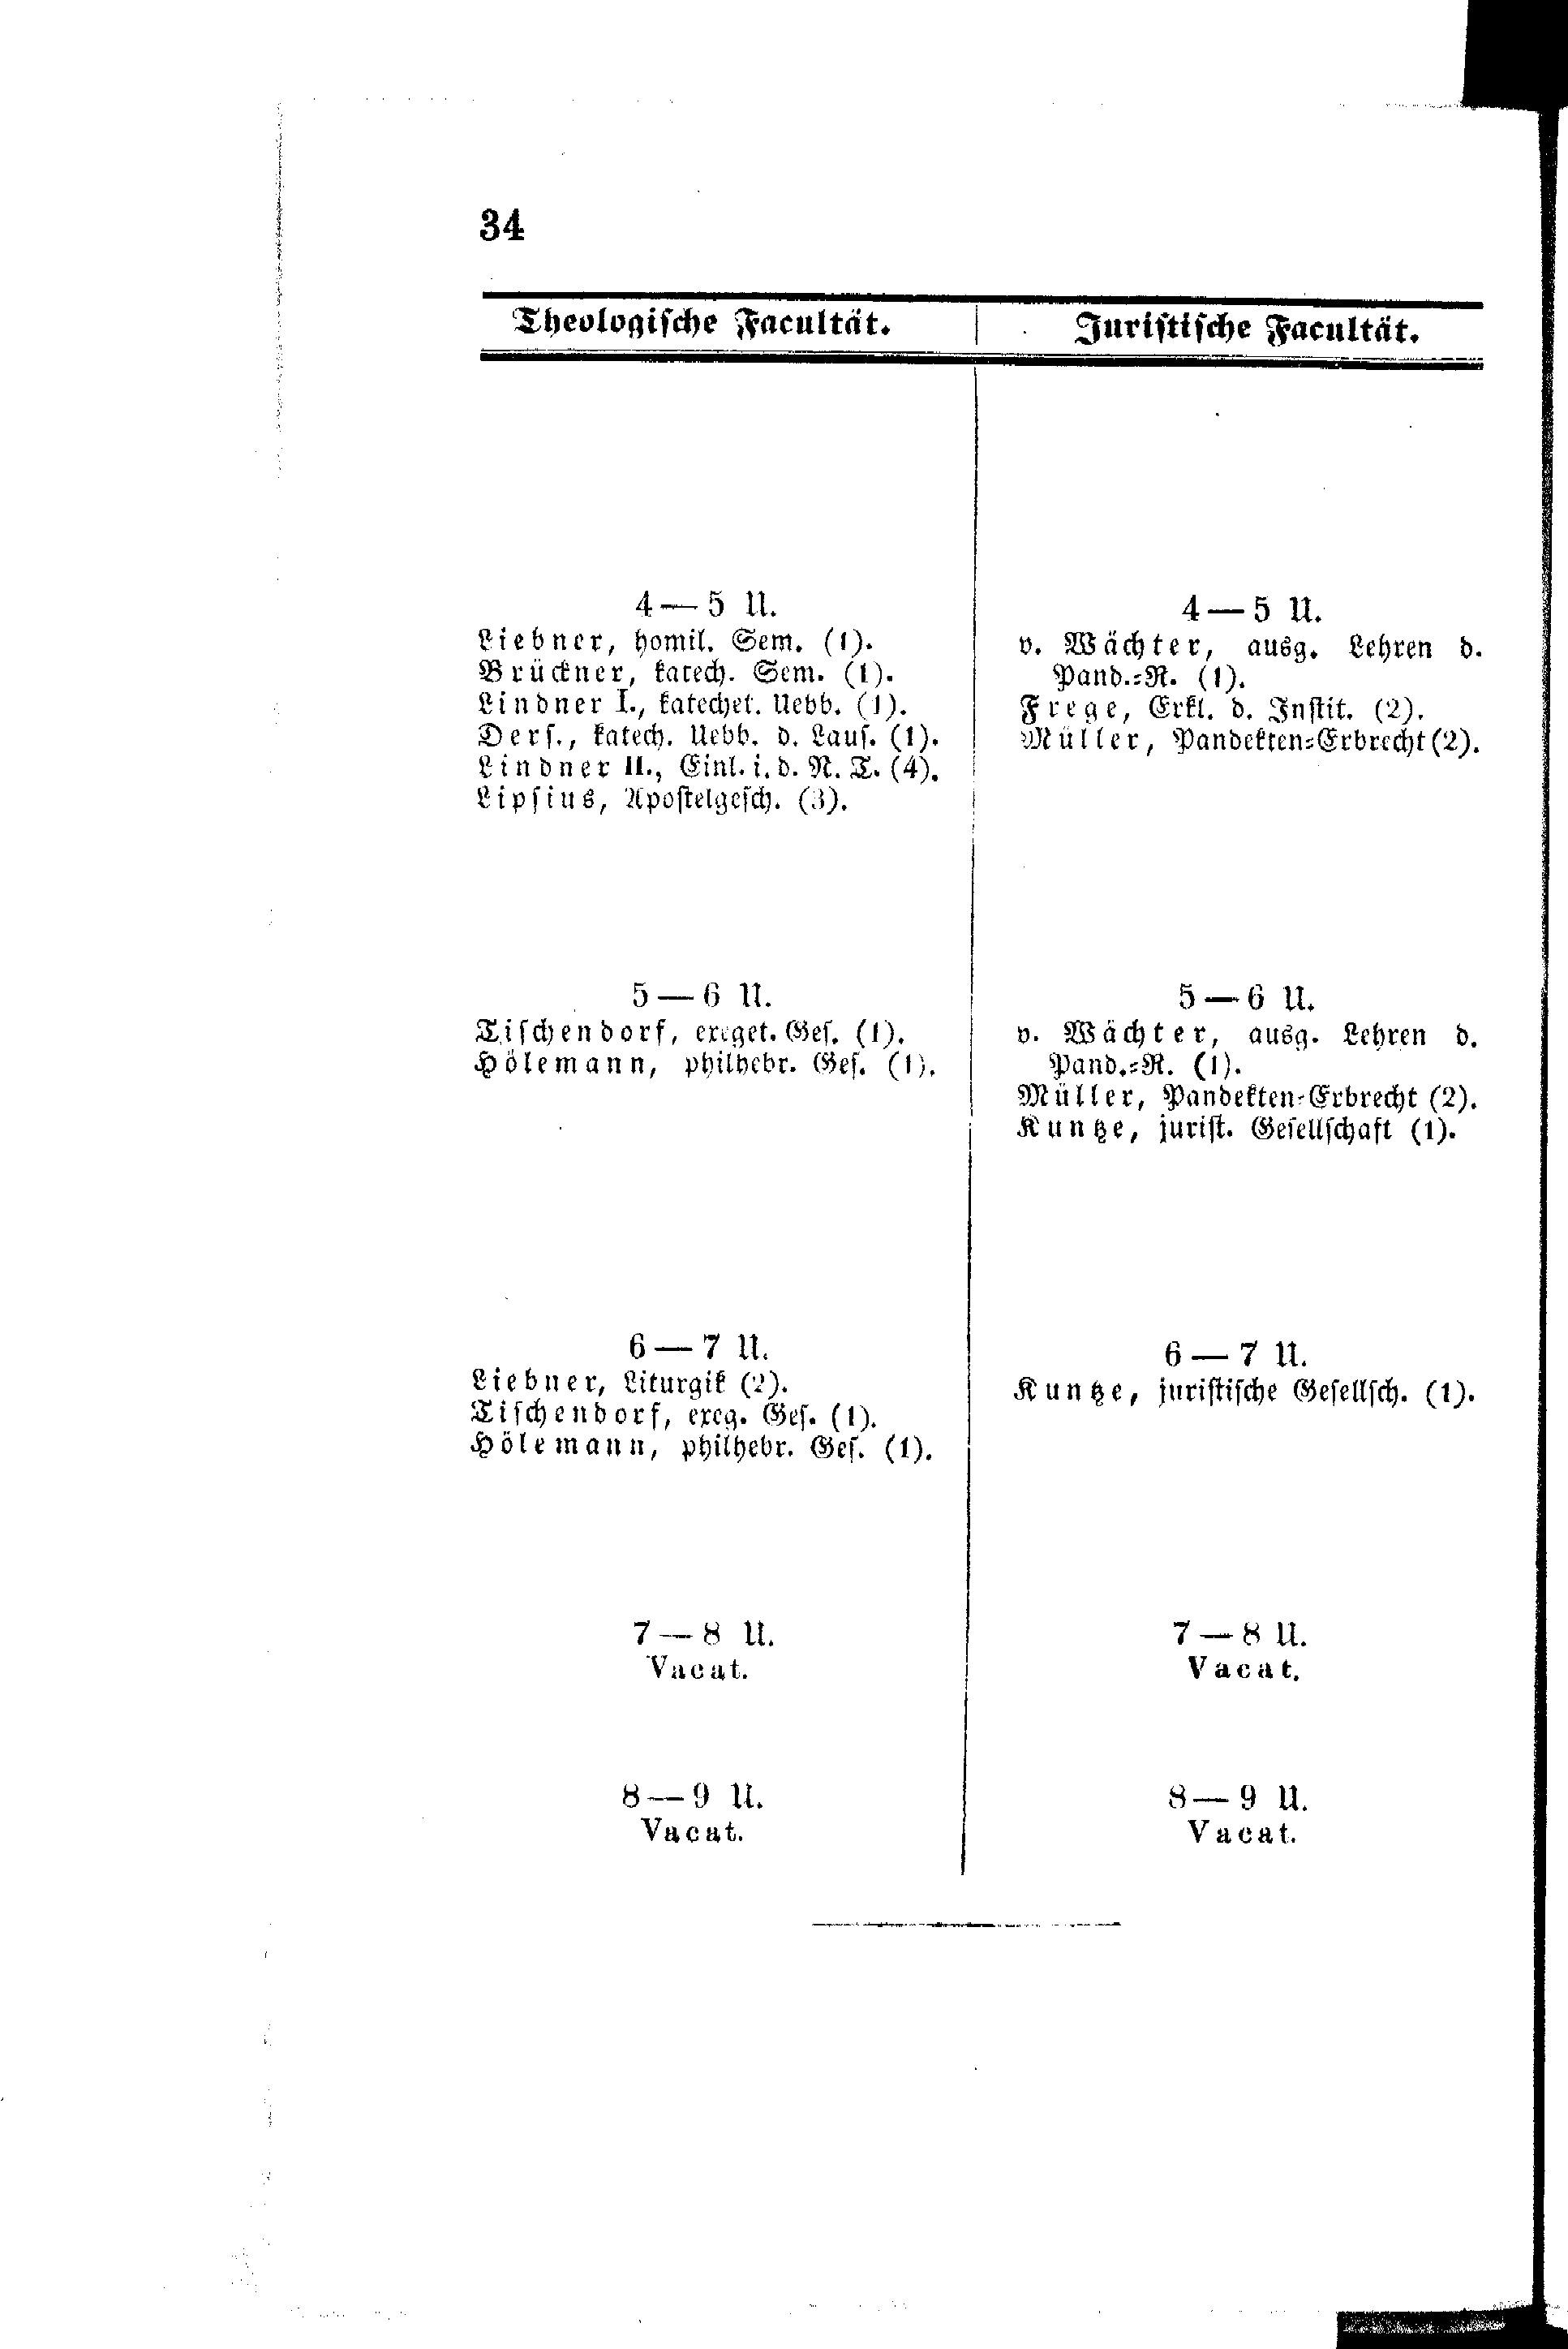 34
Theologische Facultät.
4 — 5 U.
Liebner, homil. Sem. (1).
Brückner, katech. Sem. (1).
Lindner I., katechet. Uebb. (1).
Ders., katech. Uebb. d. Laus. (1).
Lindner II., Einl. i. d. N. T. (4).
Lipsius, Apostelgesch. (3).
5 — 6 U.
Tischendorf, exeget. Ges. (1).
Hölemann, philhebr. Ges. (1).
6 — 7 U.
Liebner, Liturgik (2).
Tischendorf, exeg. Ges. (1).
Hölemann, philhebr. Ges. (1).
7 — 8 U.
Vacat.
8 — 9 U.
Vacat.
Juristische Facultät.
4 — 5 U.
v. Wächter, ausg. Lehren d.
Pand.=R. (1).
Frege, Erkl. d. Instit. (2).
Müller, Pandekten=Erbrecht (2).
5 — 6 U.
v. Wächter, ausg. Lehren d.
Pand.=R. (1).
Müller, Pandekten-Erbrecht (2).
Kuntze, jurist. Gesellschaft (1).
6 — 7 U.
Kuntze, juristische Gesellsch. (1).
7 — 8 U.
Vacat.
8 — 9 U.
Vacat.